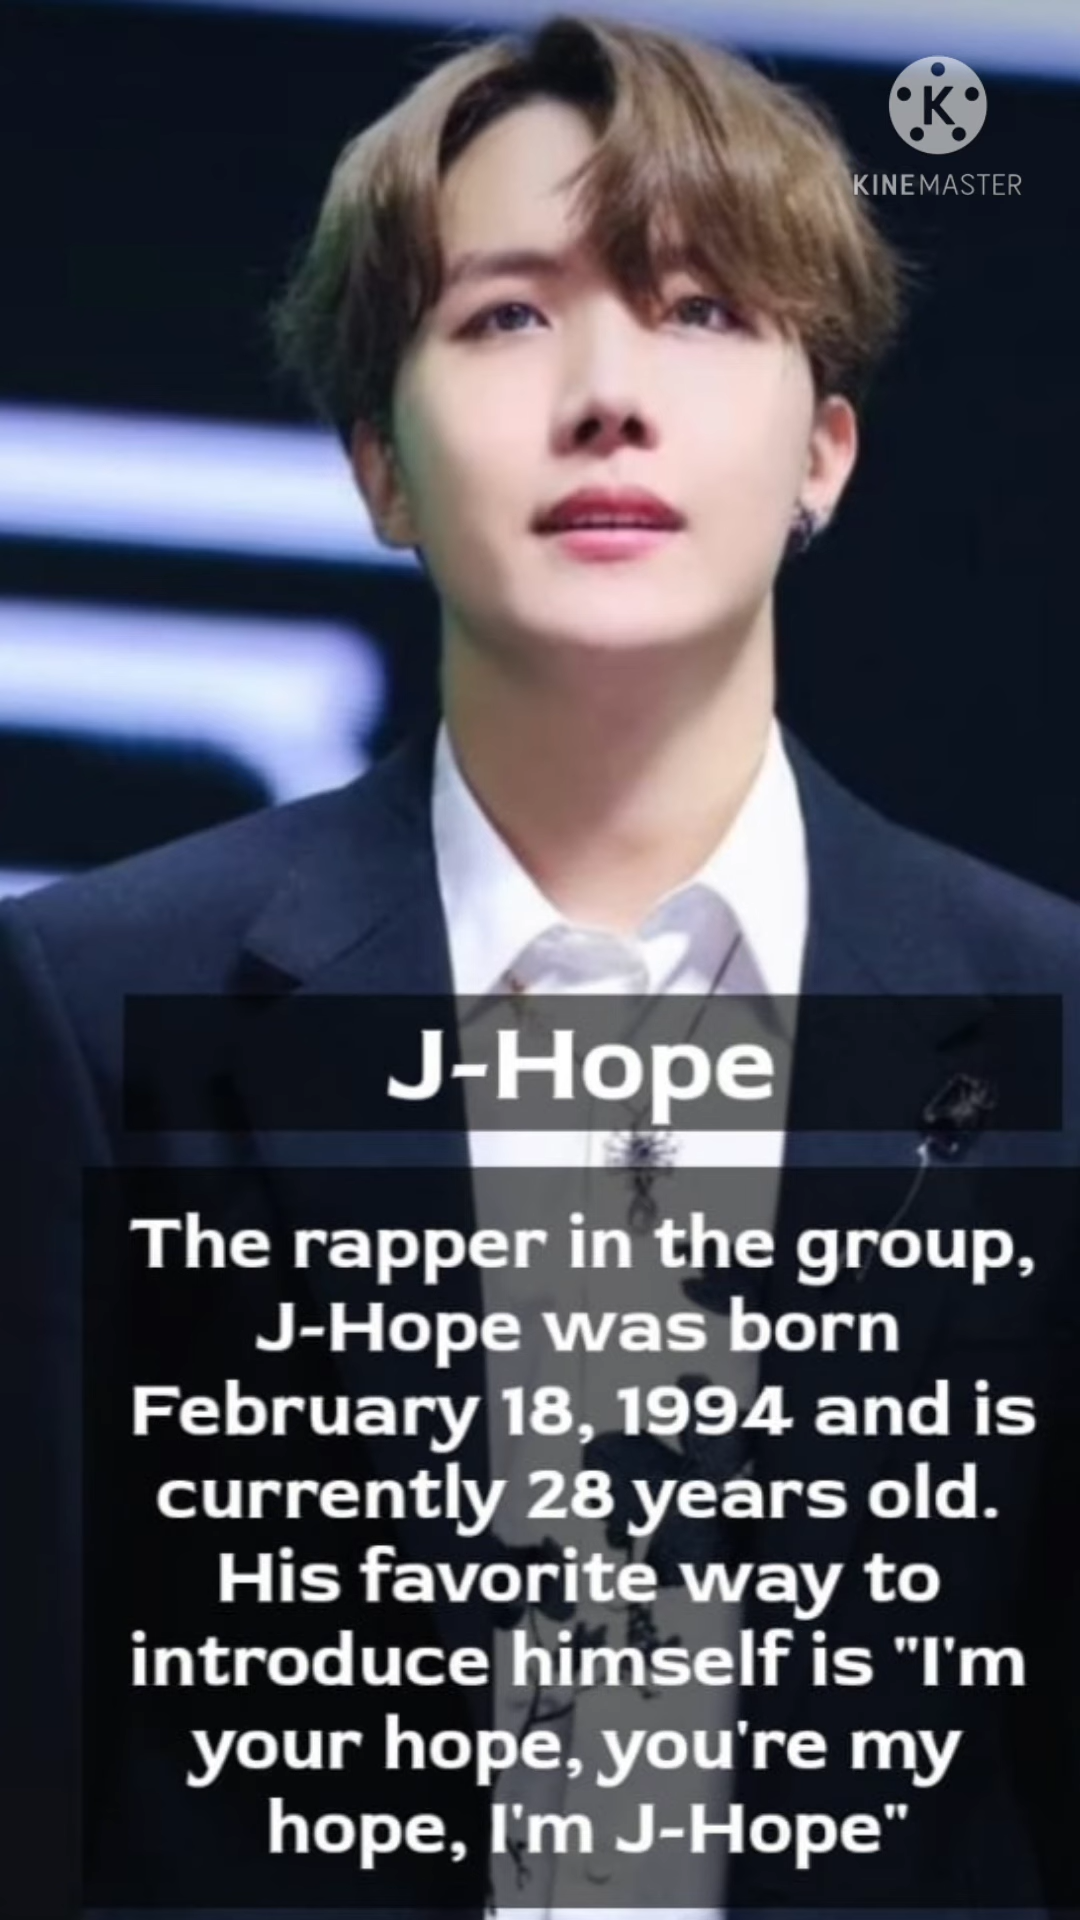 K
KINEMASTER
J-Hope
The rapper in the group,
J-Hope was born
February 18, 1994 and is
currently 28 years old.
His favorite way to
introduce himself is "I'm
your hope, you're my
hope, I'm J-Hope"